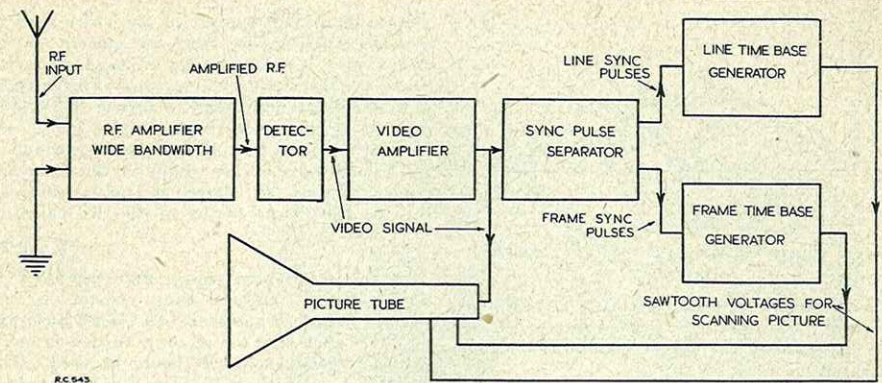 R.F.
INPUT
AMPLIFIED R.F.
R.F. AMPLIFIER
WIDE BANDWIDTH
DETEC-
TOR
VIDEO
AMPLIFIER
VIDEO SIGNAL
SYNC PULSE
SEPARATOR
LINE SYNC
PULSES
LINE TIME BASE
GENERATOR
FRAME SYNC
PULSES
FRAME TIME BASE
GENERATOR
SAWTOOTH VOLTAGES FOR
SCANNING PICTURE
PICTURE TUBE
R.C.543